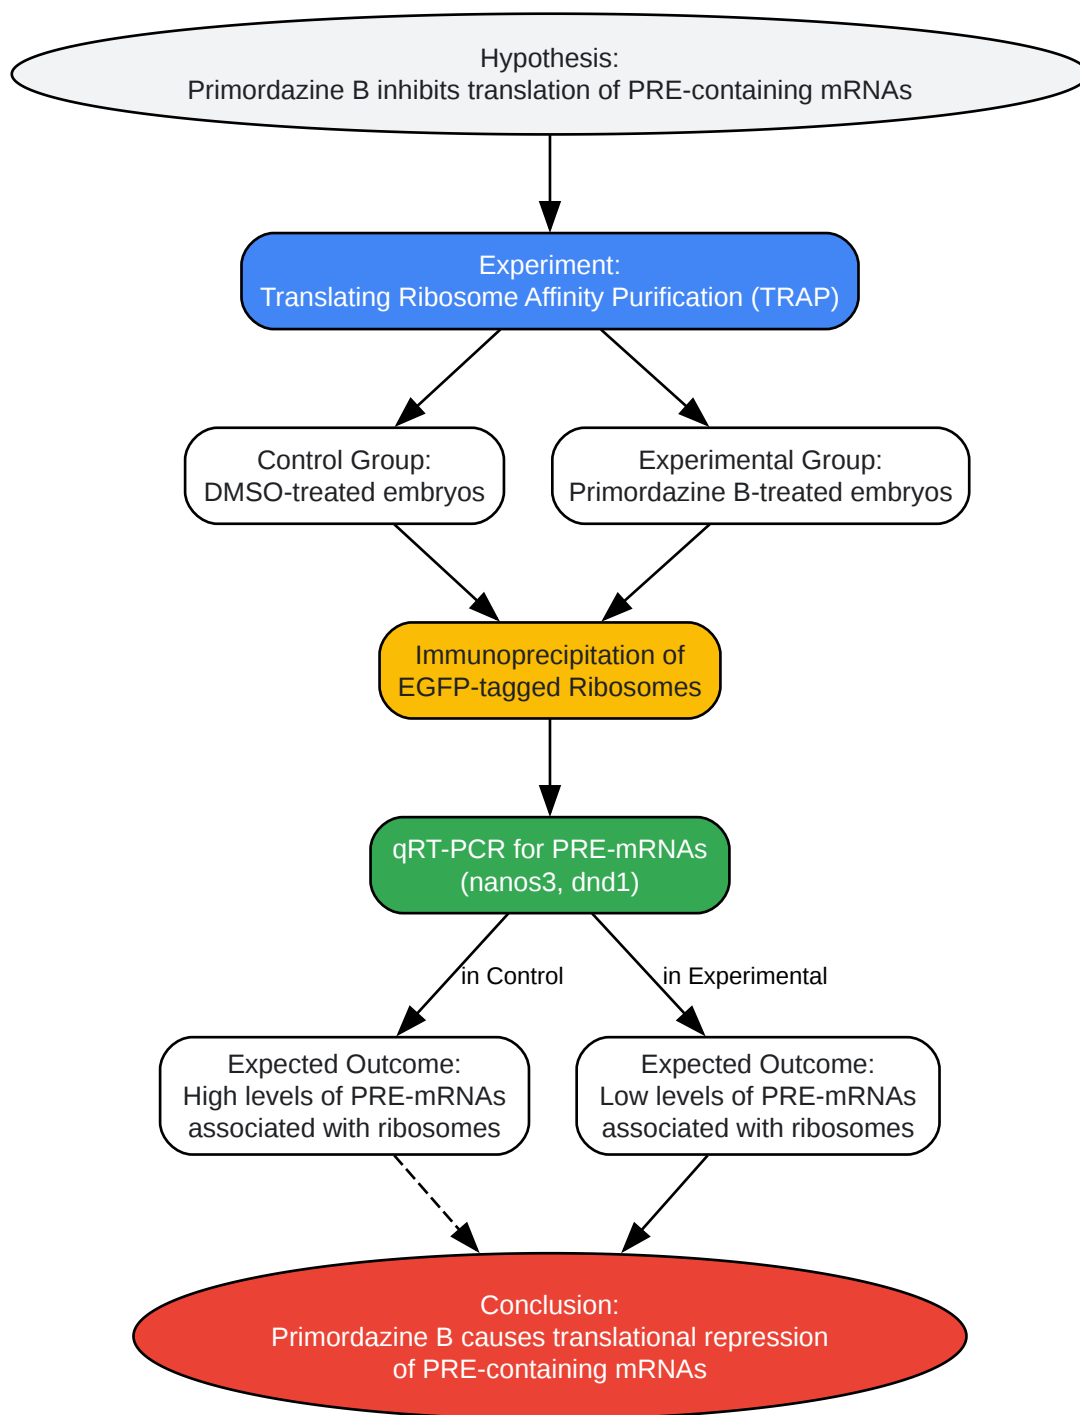 Hypothesis:
Primordazine B inhibits translation of PRE-containing mRNAs
Experiment:
Translating Ribosome Affinity Purification (TRAP)
Control Group:
DMSO-treated embryos
Experimental Group:
Primordazine B-treated embryos
Immunoprecipitation of
EGFP-tagged Ribosomes
qRT-PCR for PRE-mRNAs
(nanos3, dnd1)
in Control
in Experimental
Expected Outcome:
High levels of PRE-mRNAs
associated with ribosomes
Expected Outcome:
Low levels of PRE-mRNAs
associated with ribosomes
Conclusion:
Primordazine B causes translational repression
of PRE-containing mRNAs